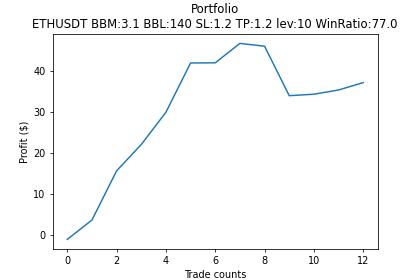 Portfolio
ETHUSDT BBM:3.1 BBL:140 SL:1.2 TP:1.2 lev:10 WinRatio:77.0
Profit ($)
40
30
20
10
0
0 2 4 6 8 10 12
Trade counts